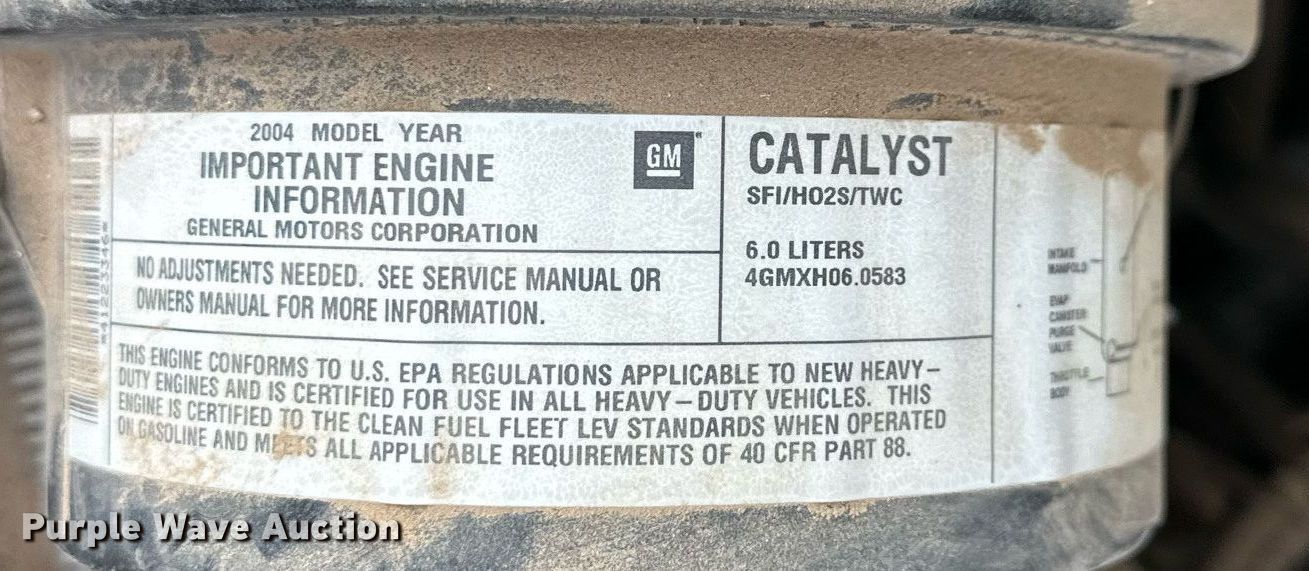 2004 MODEL YEAR
IMPORTANT ENGINE
INFORMATION
GENERAL MOTORS CORPORATION
GM
NO ADJUSTMENTS NEEDED. SEE SERVICE MANUAL OR
OWNERS MANUAL FOR MORE INFORMATION.
CATALYST
SFI/HO2S/TWC
6.0 LITERS
4GMXH06.0583
THIS ENGINE CONFORMS TO U.S. EPA REGULATIONS APPLICABLE TO NEW HEAVY-
DUTY ENGINES AND IS CERTIFIED FOR USE IN ALL HEAVY-DUTY VEHICLES. THIS
ENGINE IS CERTIFIED TO THE CLEAN FUEL FLEET LEV STANDARDS WHEN OPERATED
ON GASOLINE AND MEETS ALL APPLICABLE REQUIREMENTS OF 40 CFR PART 88.
INTAKE
MANIFOLD
EVAP
CANISTER
PURGE
VALVE
THROTTLE
BODY
Purple Wave Auction